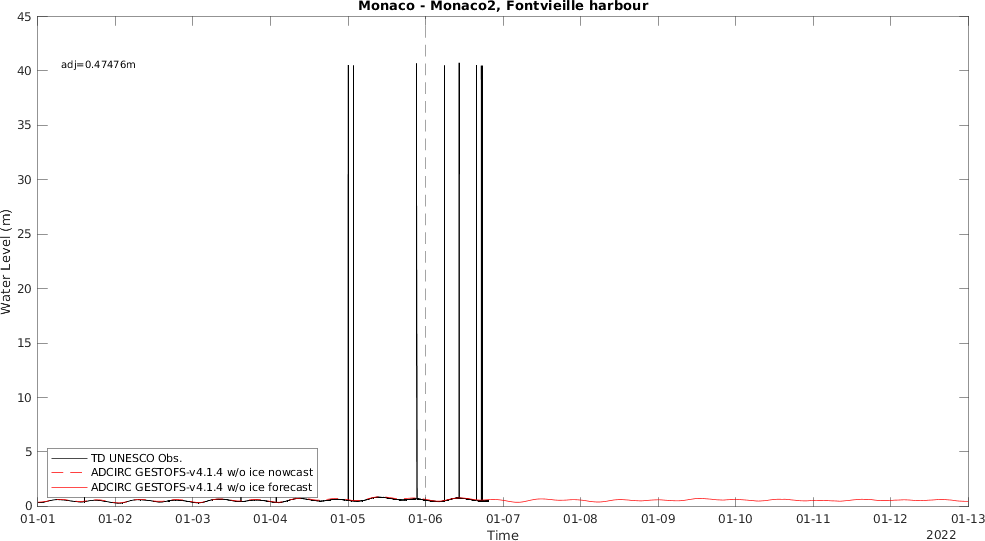 Monaco - Monaco2, Fontvieille harbour
45
40
35
30
25
20
15
10
5
0
Water Level (m)
adj=0.47476m
TD UNESCO Obs.
ADCIRC GESTOFS-v4.1.4 w/o ice nowcast
ADCIRC GESTOFS-v4.1.4 w/o ice forecast
01-01 01-02 01-03 01-04 01-05 01-06 01-07 01-08 01-09 01-10 01-11 01-12 01-13
Time
2022